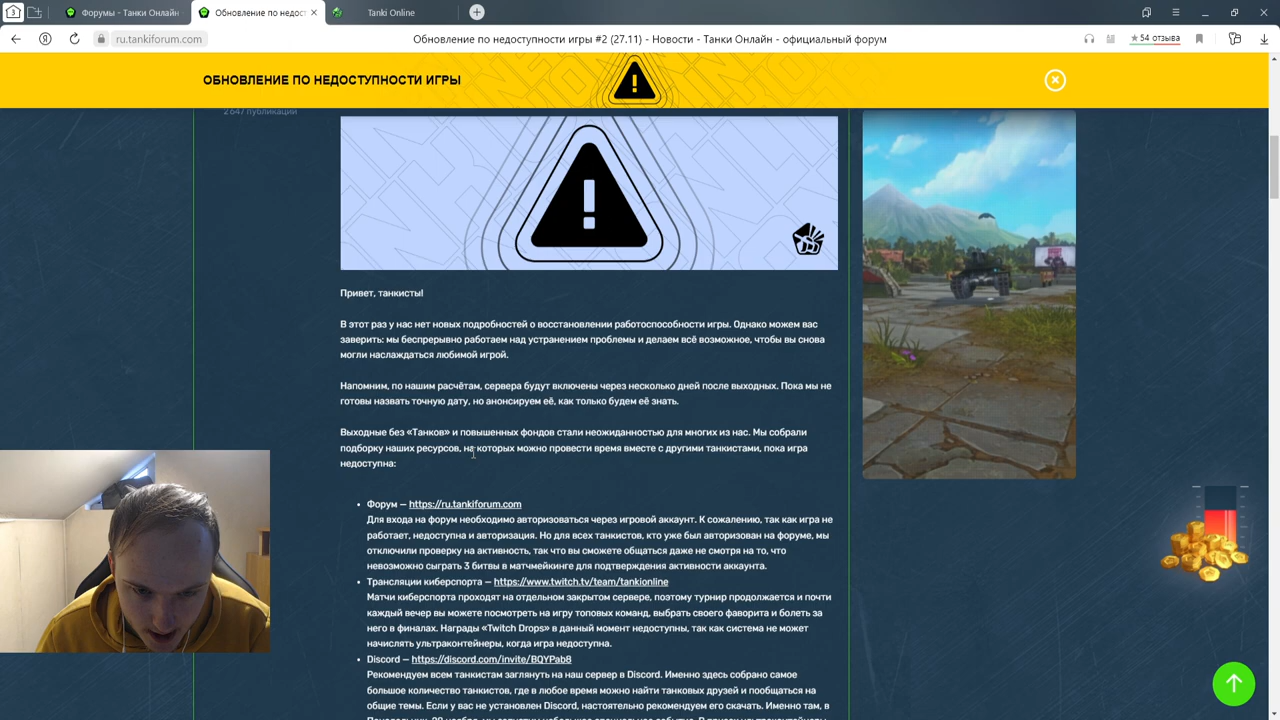 3
Форумы - Танки Онлайн
Обновление по недост
Tanki Online
ru.tankiforum.com
Обновление по недоступности игры #2 (27.11) - Новости - Танки Онлайн - официальный форум
★ 54 отзыва
ОБНОВЛЕНИЕ ПО НЕДОСТУПНОСТИ ИГРЫ
2 647 публикаций
Привет, танкисты!
В этот раз у нас нет новых подробностей о восстановлении работоспособности игры. Однако можем вас
заверить: мы беспрерывно работаем над устранением проблемы и делаем всё возможное, чтобы вы снова
могли наслаждаться любимой игрой.
Напомним, по нашим расчётам, сервера будут включены через несколько дней после выходных. Пока мы не
готовы назвать точную дату, но анонсируем её, как только будем её знать.
Выходные без «Танков» и повышенных фондов стали неожиданностью для многих из нас. Мы собрали
подборку наших ресурсов, на которых можно провести время вместе с другими танкистами, пока игра
недоступна:
• Форум — https://ru.tankiforum.com
Для входа на форум необходимо авторизоваться через игровой аккаунт. К сожалению, так как игра не
работает, недоступна и авторизация. Но для всех танкистов, кто уже был авторизован на форуме, мы
отключили проверку на активность, так что вы сможете общаться даже не смотря на то, что
невозможно сыграть 3 битвы в матчмейкинге для подтверждения активности аккаунта.
• Трансляции киберспорта — https://www.twitch.tv/team/tankionline
Матчи киберспорта проходят на отдельном закрытом сервере, поэтому турнир продолжается и почти
каждый вечер вы можете посмотреть на игру топовых команд, выбрать своего фаворита и болеть за
него в финалах. Награды «Twitch Drops» в данный момент недоступны, так как система не может
начислять ультраконтейнеры, когда игра недоступна.
• Discord — https://discord.com/invite/BQYPab8
Рекомендуем всем танкистам заглянуть на наш сервер в Discord. Именно здесь собрано самое
большое количество танкистов, где в любое время можно найти танковых друзей и пообщаться на
общие темы. Если у вас не установлен Discord, настоятельно рекомендуем его скачать. Именно там, в